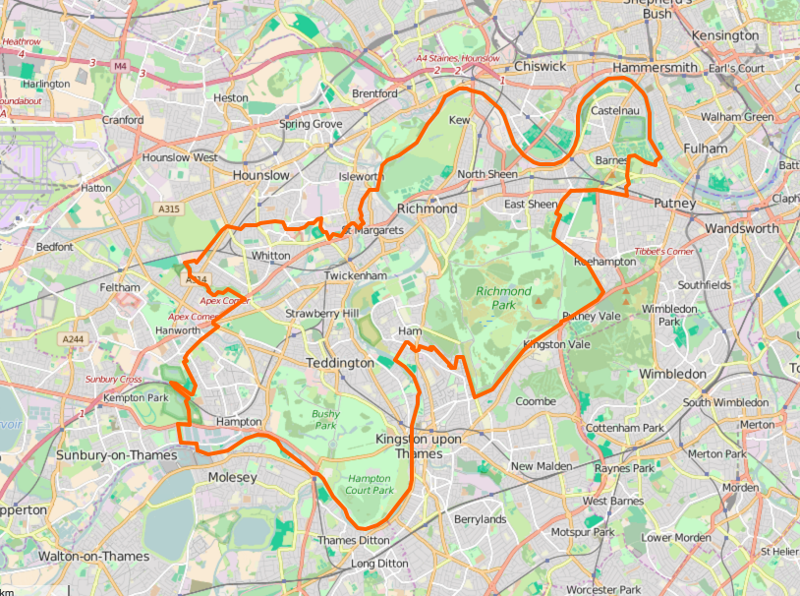 Shepherd's
Bush
Kensington
Heathrow
4
4
3
M4
3
A4 Staines, Hounslow
2
2
Chiswick
Hammersmith
Earl's Court
Harlington
Heston
Brentford
1
Castelnau
oundabout
A
Cranford
Spring Grove
Kew
Walham Green
Hounslow West
Barnes
Fulham
Hounslow
Isleworth
North Sheen
Hatton
Batt
A315
Richmond
East Sheen
Putney
Claph
St Margarets
Wandsworth
Bedfont
Whitton
Tibbet's Corner
Twickenham
Roehampton
Feltham
A314
Southfields
Richmond
Park
Apex Corner
Strawberry Hill
Putney Vale
Wimbledon
Park
Apex Corner
Hanworth
Ham
A244
Kingston Vale
Teddington
To
Sunbury Cross
Wimbledon
Kempton Park
Coombe
South Wimbledon
1
Bushy
Park
Hampton
Cottenham Park
Merton
Kingston upon
Thames
Sunbury-on-Thames
Merton Park
New Malden
Raynes Park
Molesey
Hampton
Court Park
Morden
West Barnes
epperton
Berrylands
Motspur Park
Lower Morden
Thames Ditton
St Helier
Walton-on-Thames
Long Ditton
Worcester Park
km